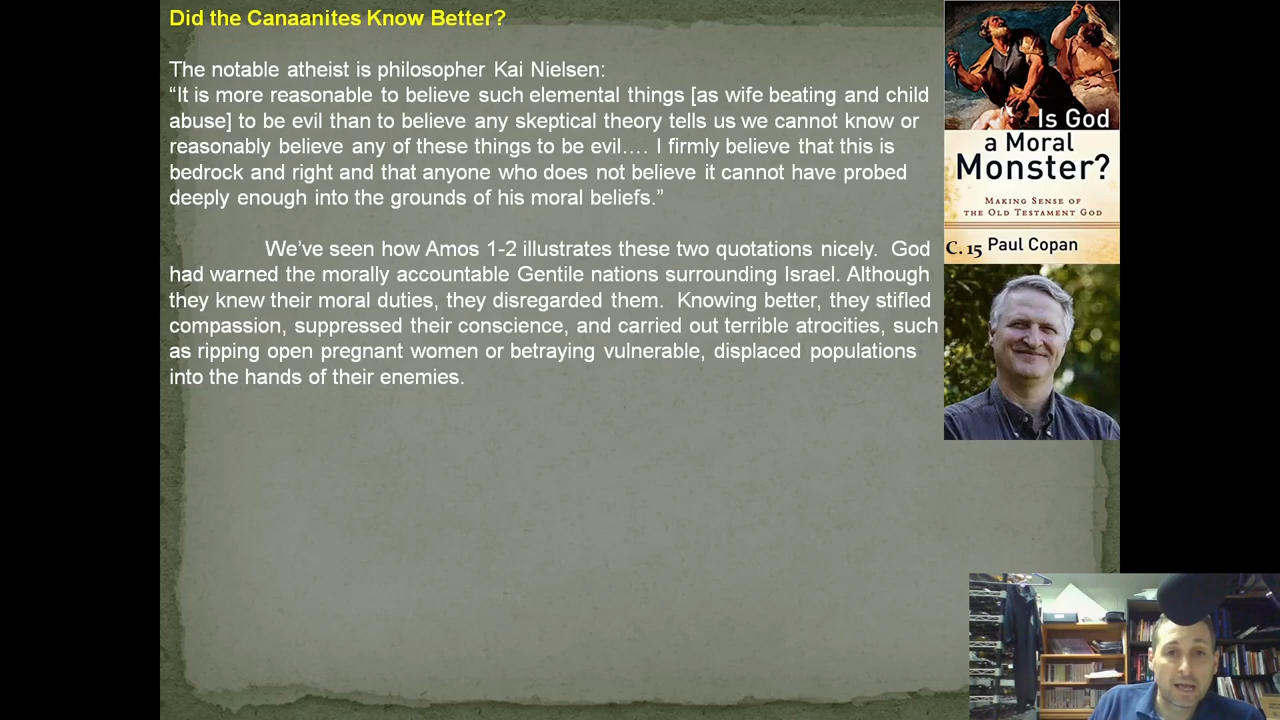 Did the Canaanites Know Better?
The notable atheist is philosopher Kai Nielsen:
“It is more reasonable to believe such elemental things [as wife beating and child
abuse] to be evil than to believe any skeptical theory tells us we cannot know or
reasonably believe any of these things to be evil…. I firmly believe that this is
bedrock and right and that anyone who does not believe it cannot have probed
deeply enough into the grounds of his moral beliefs.”
We’ve seen how Amos 1-2 illustrates these two quotations nicely.  God
had warned the morally accountable Gentile nations surrounding Israel. Although
they knew their moral duties, they disregarded them.  Knowing better, they stifled
compassion, suppressed their conscience, and carried out terrible atrocities, such
as ripping open pregnant women or betraying vulnerable, displaced populations
into the hands of their enemies.
Is God
a Moral
Monster?
Making Sense of
the Old Testament God
C. 15 Paul Copan